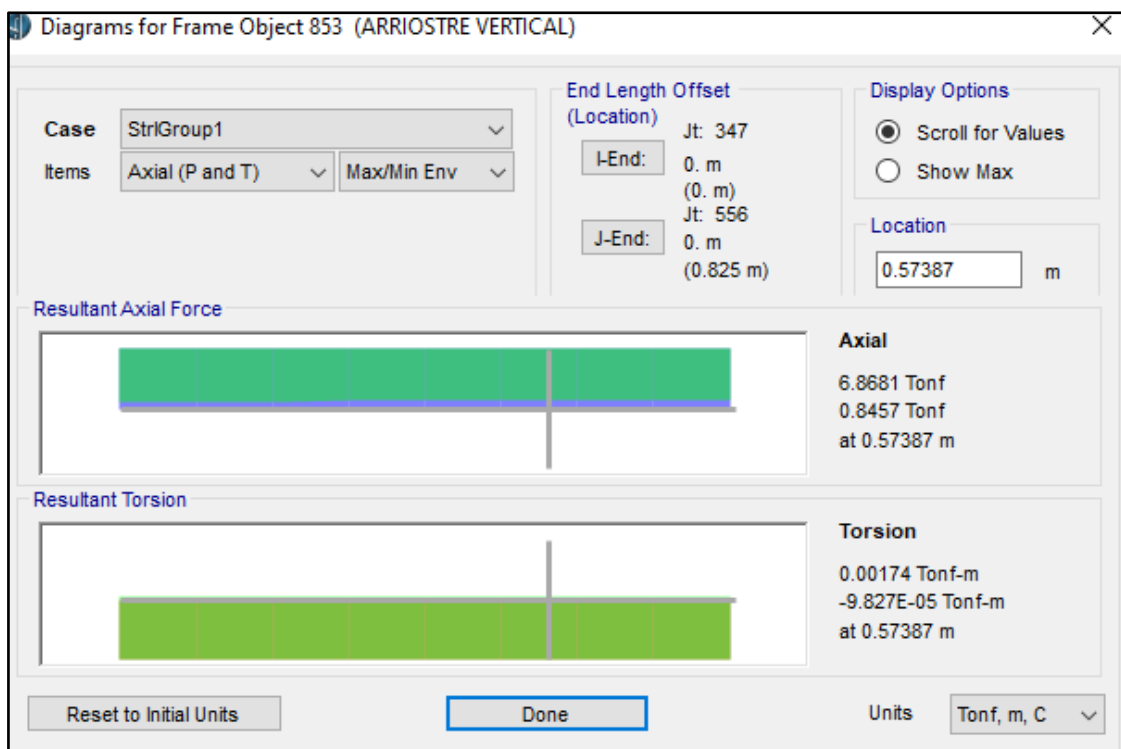 Diagrams for Frame Object 853 (ARRIOSTRE VERTICAL)
Case
StrlGroup1
Items
Axial (P and T)
Max/Min Env
End Length Offset
(Location)
I-End:
Jt: 347
0. m
(0. m)
J-End:
Jt: 556
0. m
(0.825 m)
Display Options
Scroll for Values
Show Max
Location
0.57387
m
Resultant Axial Force
Axial
6.8681 Tonf
0.8457 Tonf
at 0.57387 m
Resultant Torsion
Torsion
0.00174 Tonf-m
-9.827E-05 Tonf-m
at 0.57387 m
Reset to Initial Units
Done
Units
Tonf, m, C